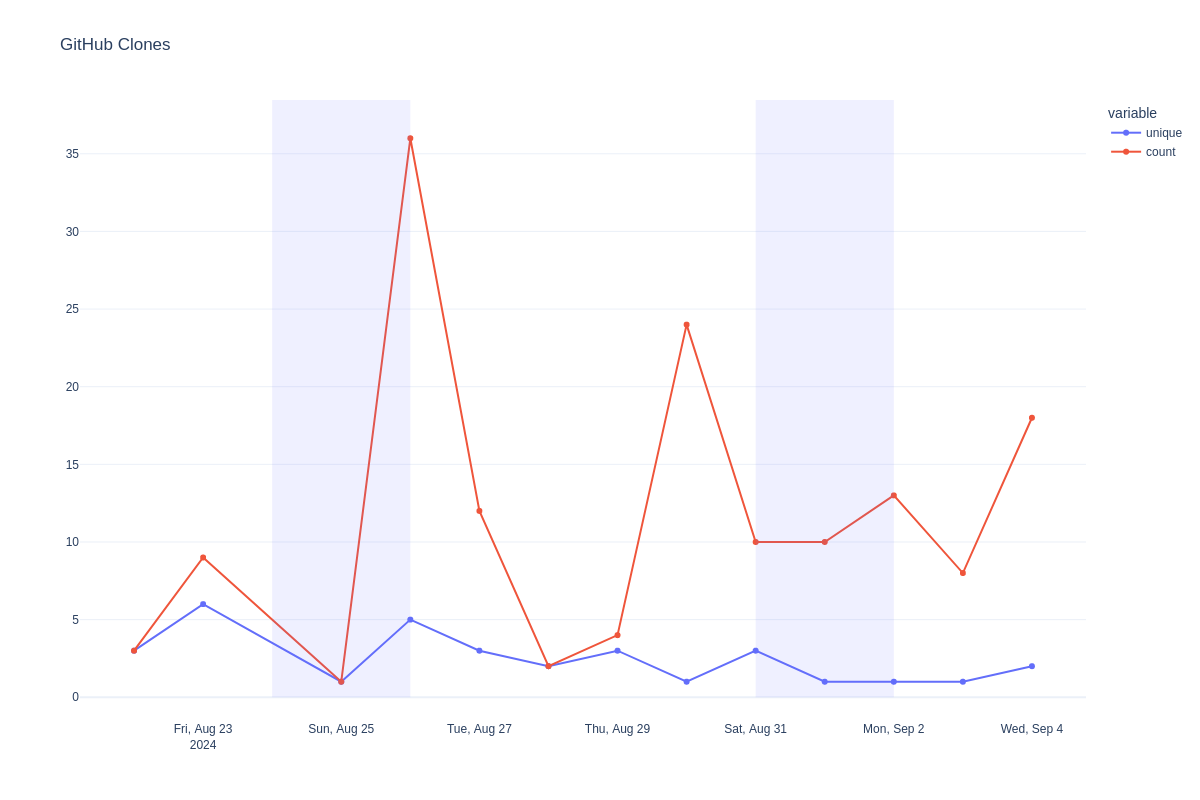 GitHub Clones
variable
unique
count
35
30
25
20
15
10
5
0
Fri, Aug 23
2024
Sun, Aug 25
Tue, Aug 27
Thu, Aug 29
Sat, Aug 31
Mon, Sep 2
Wed, Sep 4